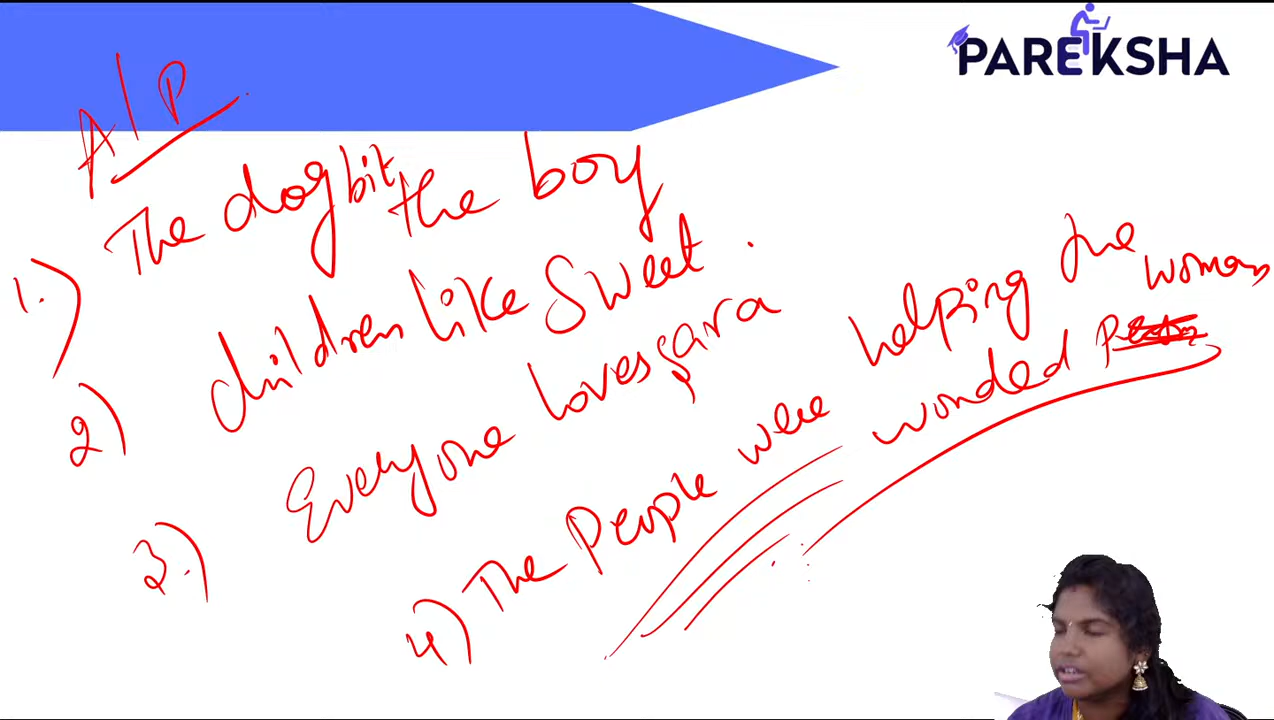 PAREKSHA
A/P
1.) The dog bit the boy
2) children like Sweet.
3.) Everyone loves sara
4) The People were helping the woman
wonded